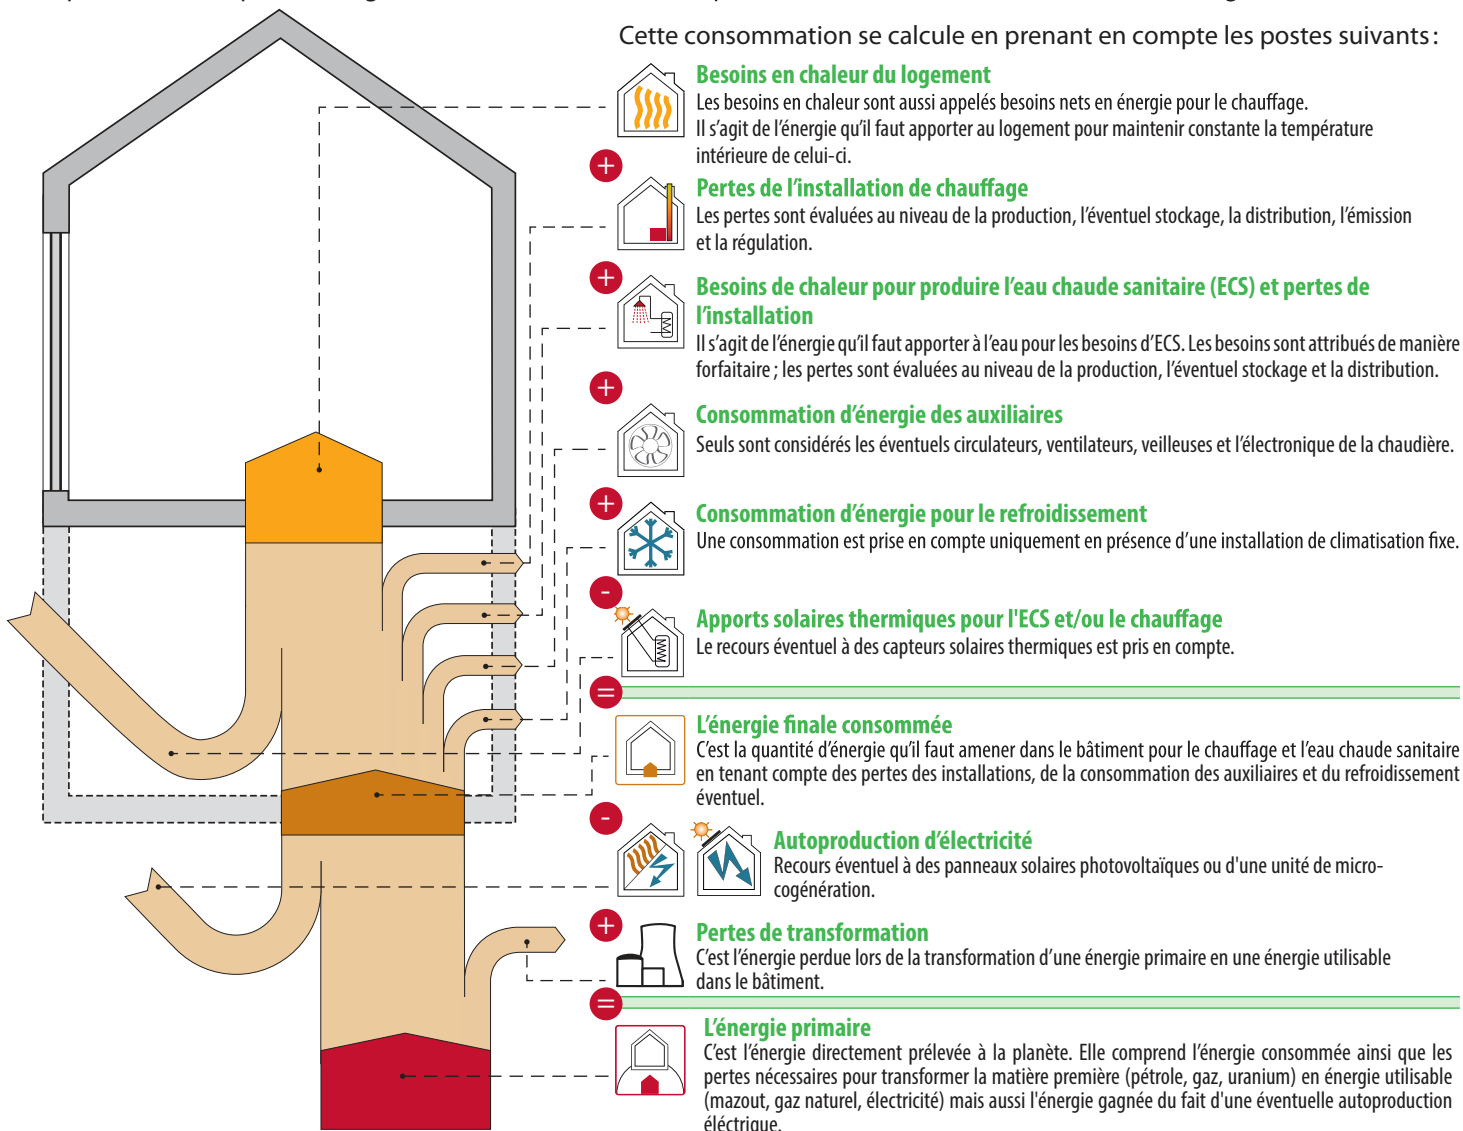 Cette consommation se calcule en prenant en compte les postes suivants :
Besoins en chaleur du logement
Les besoins en chaleur sont aussi appelés besoins nets en énergie pour le chauffage.
Il s’agit de l’énergie qu’il faut apporter au logement pour maintenir constante la température
intérieure de celui-ci.
+
Pertes de l’installation de chauffage
Les pertes sont évaluées au niveau de la production, l’éventuel stockage, la distribution, l’émission
et la régulation.
+
Besoins de chaleur pour produire l’eau chaude sanitaire (ECS) et pertes de
l’installation
Il s’agit de l’énergie qu’il faut apporter à l’eau pour les besoins d’ECS. Les besoins sont attribués de manière
forfaitaire ; les pertes sont évaluées au niveau de la production, l’éventuel stockage et la distribution.
+
Consommation d’énergie des auxiliaires
Seuls sont considérés les éventuels circulateurs, ventilateurs, veilleuses et l’électronique de la chaudière.
+
Consommation d’énergie pour le refroidissement
Une consommation est prise en compte uniquement en présence d’une installation de climatisation fixe.
-
Apports solaires thermiques pour l'ECS et/ou le chauffage
Le recours éventuel à des capteurs solaires thermiques est pris en compte.
=
L’énergie finale consommée
C’est la quantité d’énergie qu’il faut amener dans le bâtiment pour le chauffage et l’eau chaude sanitaire
en tenant compte des pertes des installations, de la consommation des auxiliaires et du refroidissement
éventuel.
-
Autoproduction d’électricité
Recours éventuel à des panneaux solaires photovoltaïques ou d'une unité de micro-
cogénération.
+
Pertes de transformation
C’est l’énergie perdue lors de la transformation d’une énergie primaire en une énergie utilisable
dans le bâtiment.
=
L’énergie primaire
C’est l’énergie directement prélevée à la planète. Elle comprend l’énergie consommée ainsi que les
pertes nécessaires pour transformer la matière première (pétrole, gaz, uranium) en énergie utilisable
(mazout, gaz naturel, électricité) mais aussi l'énergie gagnée du fait d'une éventuelle autoproduction
éléctrique.